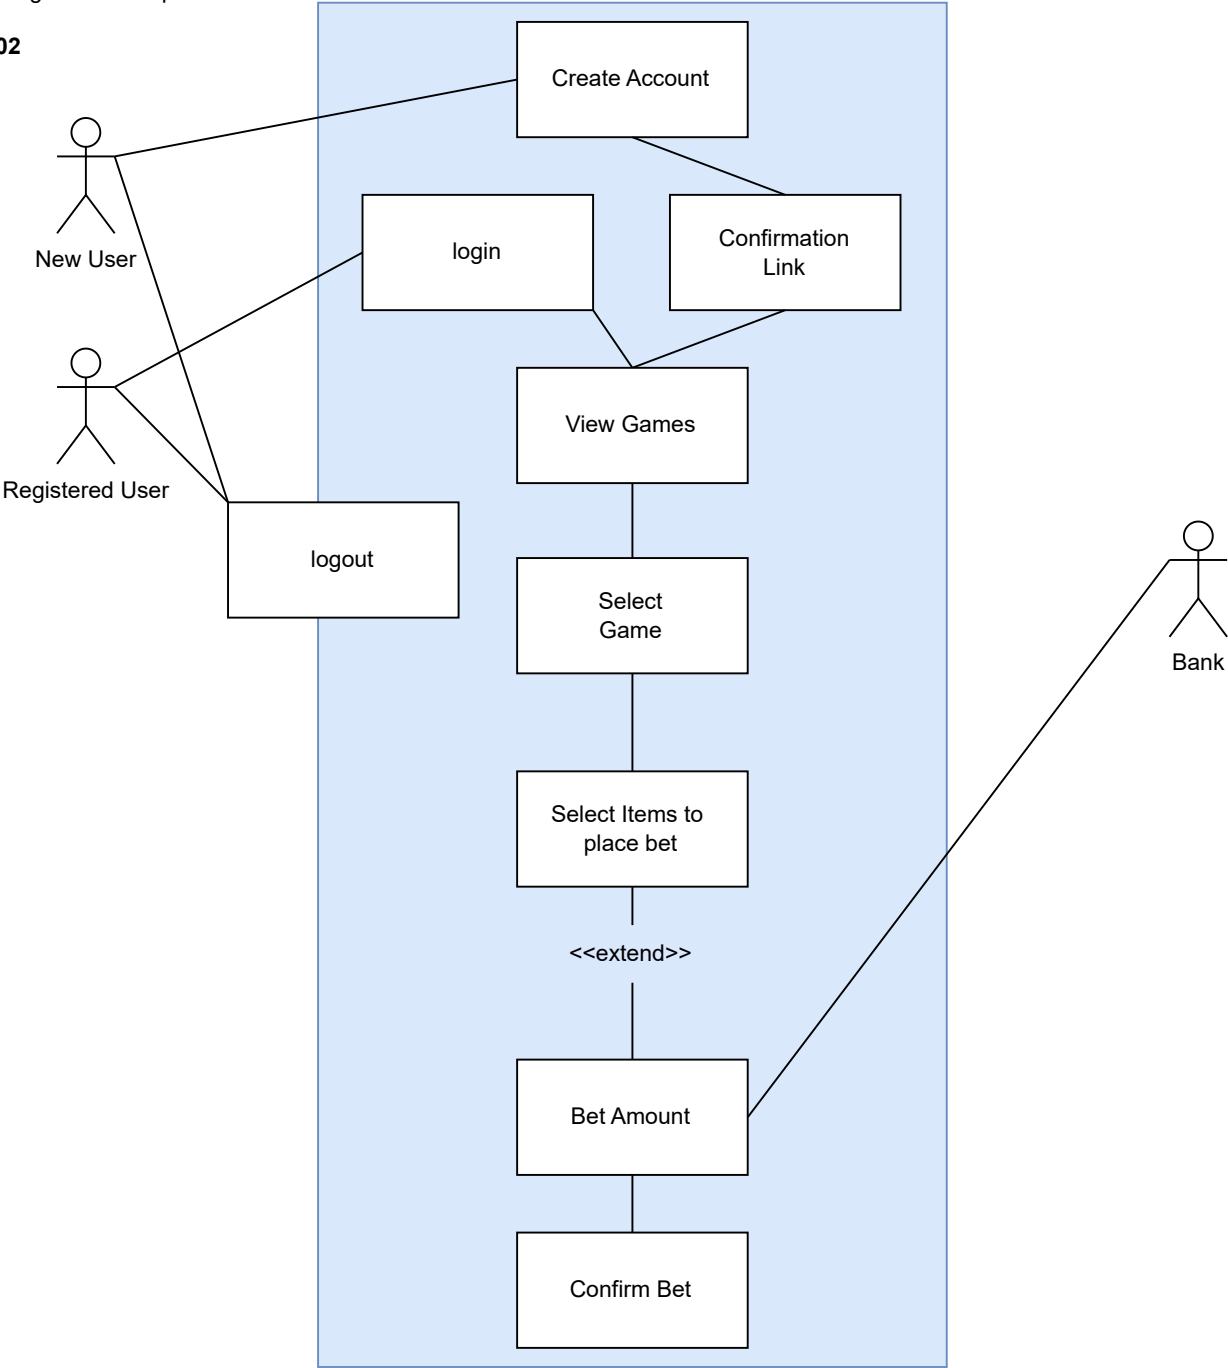 02
Create Account
New User
login
Confirmation
Link
View Games
Registered User
logout
Select
Game
Bank
Select Items to
place bet
<<extend>>
Bet Amount
Confirm Bet